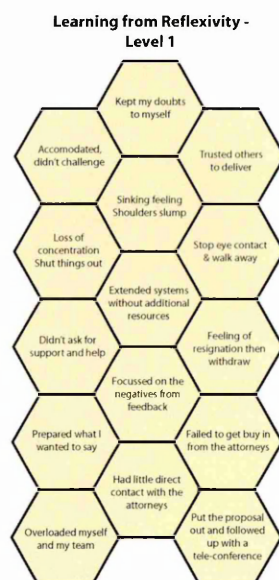 Learning from Reflexivity -
Level 1
Kept my doubts
to myself
Accomodated,
didn't challenge
Trusted others
to deliver
Sinking feeling
Shoulders slump
Loss of
concentration
Shut things out
Stop eye contact
& walk away
Extended systems
without additional
resources
Didn't ask for
support and help
Feeling of
resignation then
withdraw
Focussed on the
negatives from
feedback
Prepared what I
wanted to say
Failed to get buy in
from the attorneys
Had little direct
contact with the
attorneys
Overloaded myself
and my team
Put the proposal
out and followed
up with a
tele-conference